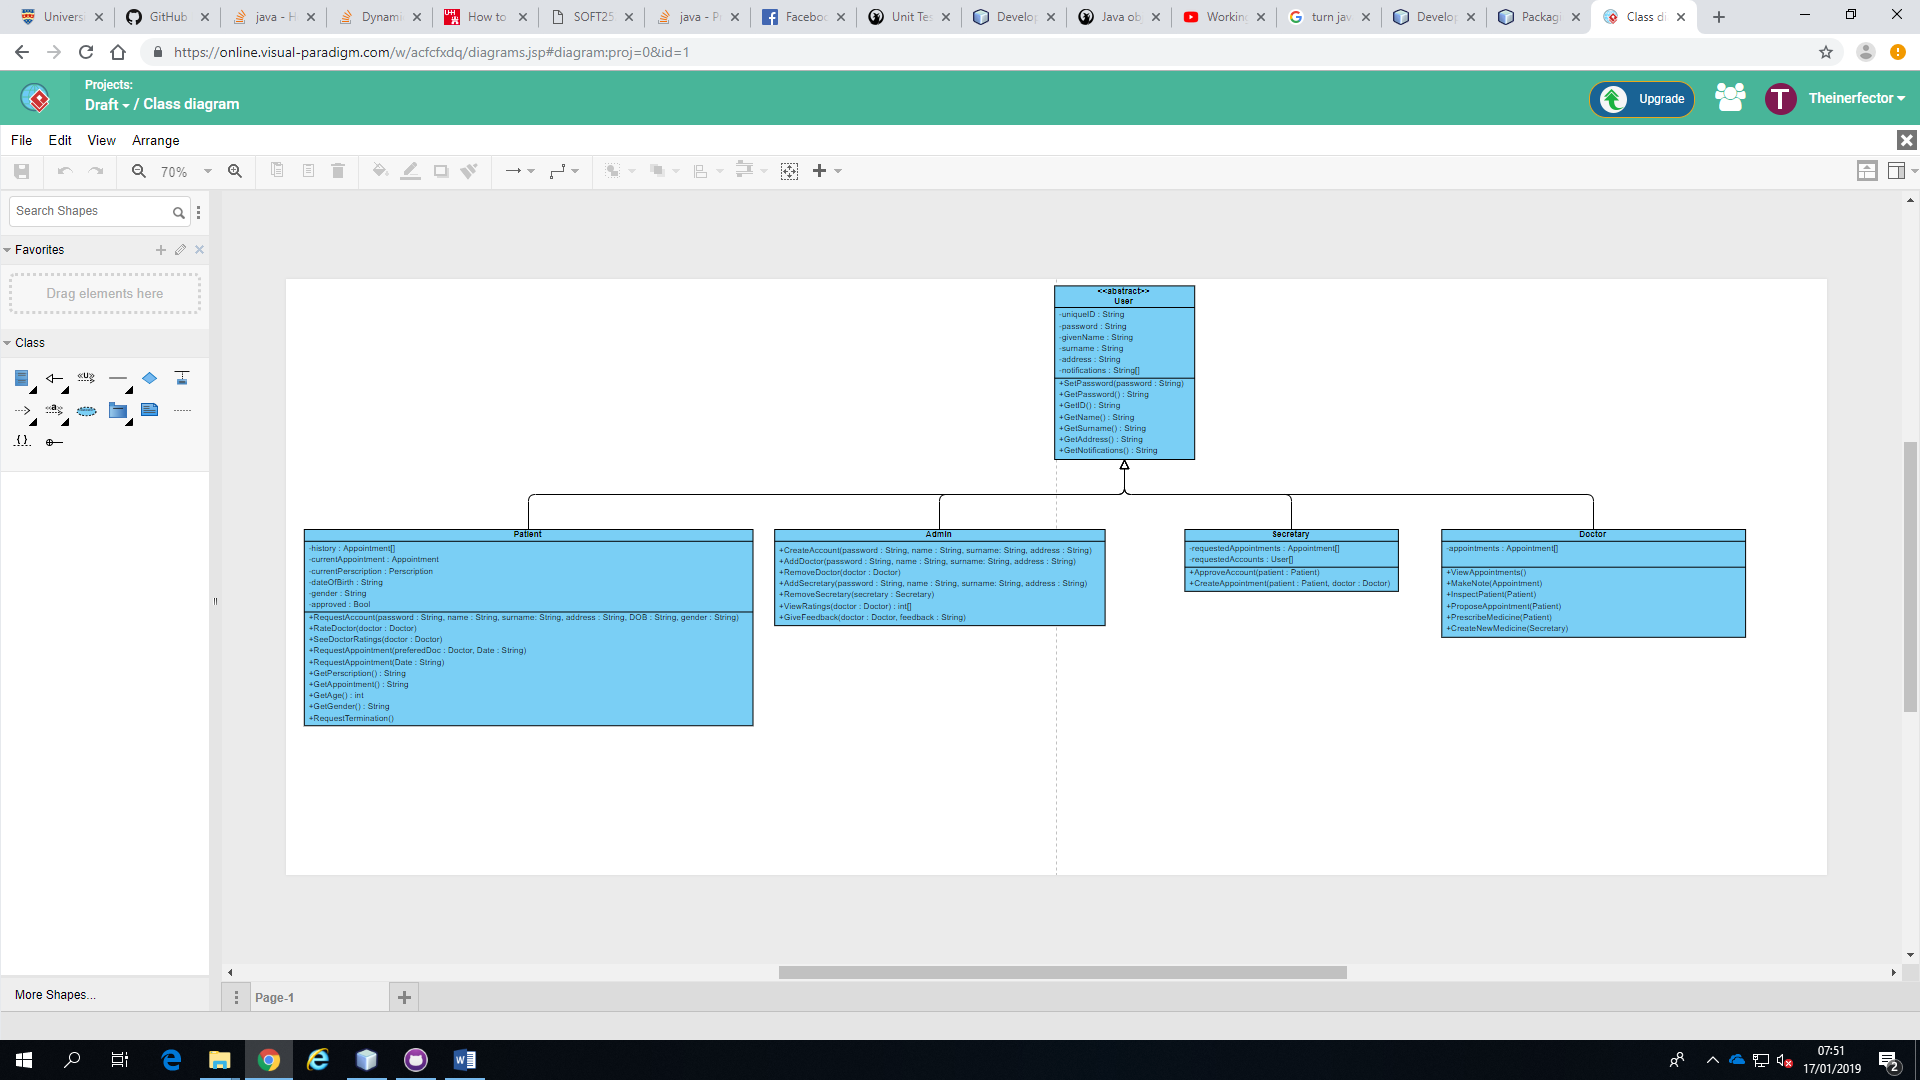 Univers
GitHub
java - H
Dynami
How to
SOFT25
java - P
Facebo
Unit Tes
Develop
Java ob
Workin
turn jav
Develop
Packagi
Class di
https://online.visual-paradigm.com/w/acfcfxdq/diagrams.jsp#diagram:proj=0&id=1
Projects:
Draft / Class diagram
Upgrade
T
Theinerfector
File Edit View Arrange
70%
Search Shapes
Favorites
Drag elements here
Class
<<abstract>>
User
-uniqueID : String
-password : String
-givenName : String
-surname : String
-address : String
-notifications : String[]
+SetPassword(password : String)
+GetPassword() : String
+GetID() : String
+GetName() : String
+GetSurname() : String
+GetAddress() : String
+GetNotifications() : String
Patient
-history : Appointment[]
-currentAppointment : Appointment
-currentPerscription : Perscription
-dateOfBirth : String
-gender : String
-approved : Bool
+RequestAccount(password : String, name : String, surname: String, address : String, DOB : String, gender : String)
+RateDoctor(doctor : Doctor)
+SeeDoctorRatings(doctor : Doctor)
+RequestAppointment(preferedDoc : Doctor, Date : String)
+RequestAppointment(Date : String)
+GetPerscription() : String
+GetAppointment() : String
+GetAge() : int
+GetGender() : String
+RequestTermination()
Admin
+CreateAccount(password : String, name : String, surname: String, address : String)
+AddDoctor(password : String, name : String, surname: String, address : String)
+RemoveDoctor(doctor : Doctor)
+AddSecretary(password : String, name : String, surname: String, address : String)
+RemoveSecretary(secretary : Secretary)
+ViewRatings(doctor : Doctor) : int[]
+GiveFeedback(doctor : Doctor, feedback : String)
Secretary
-requestedAppointments : Appointment[]
-requestedAccounts : User[]
+ApproveAccount(patient : Patient)
+CreateAppointment(patient : Patient, doctor : Doctor)
Doctor
-appointments : Appointment[]
+ViewAppointments()
+MakeNote(Appointment)
+InspectPatient(Patient)
+ProposeAppointment(Patient)
+PrescribeMedicine(Patient)
+CreateNewMedicine(Secretary)
More Shapes...
Page-1
07:51
17/01/2019
2